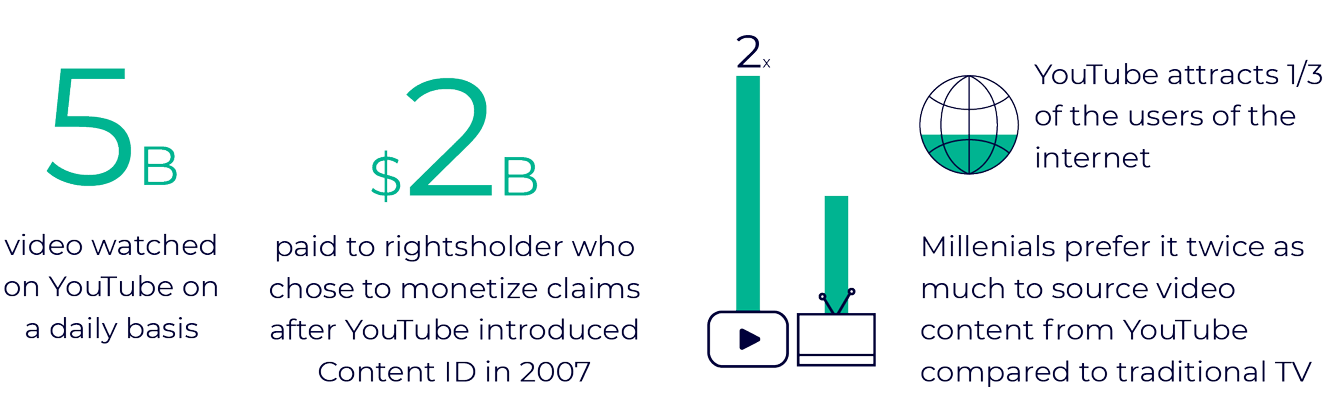 5B
video watched
on YouTube on
a daily basis
$2B
paid to rightsholder who
chose to monetize claims
after YouTube introduced
Content ID in 2007
2x
YouTube attracts 1/3
of the users of the
internet
Millenials prefer it twice as
much to source video
content from YouTube
compared to traditional TV